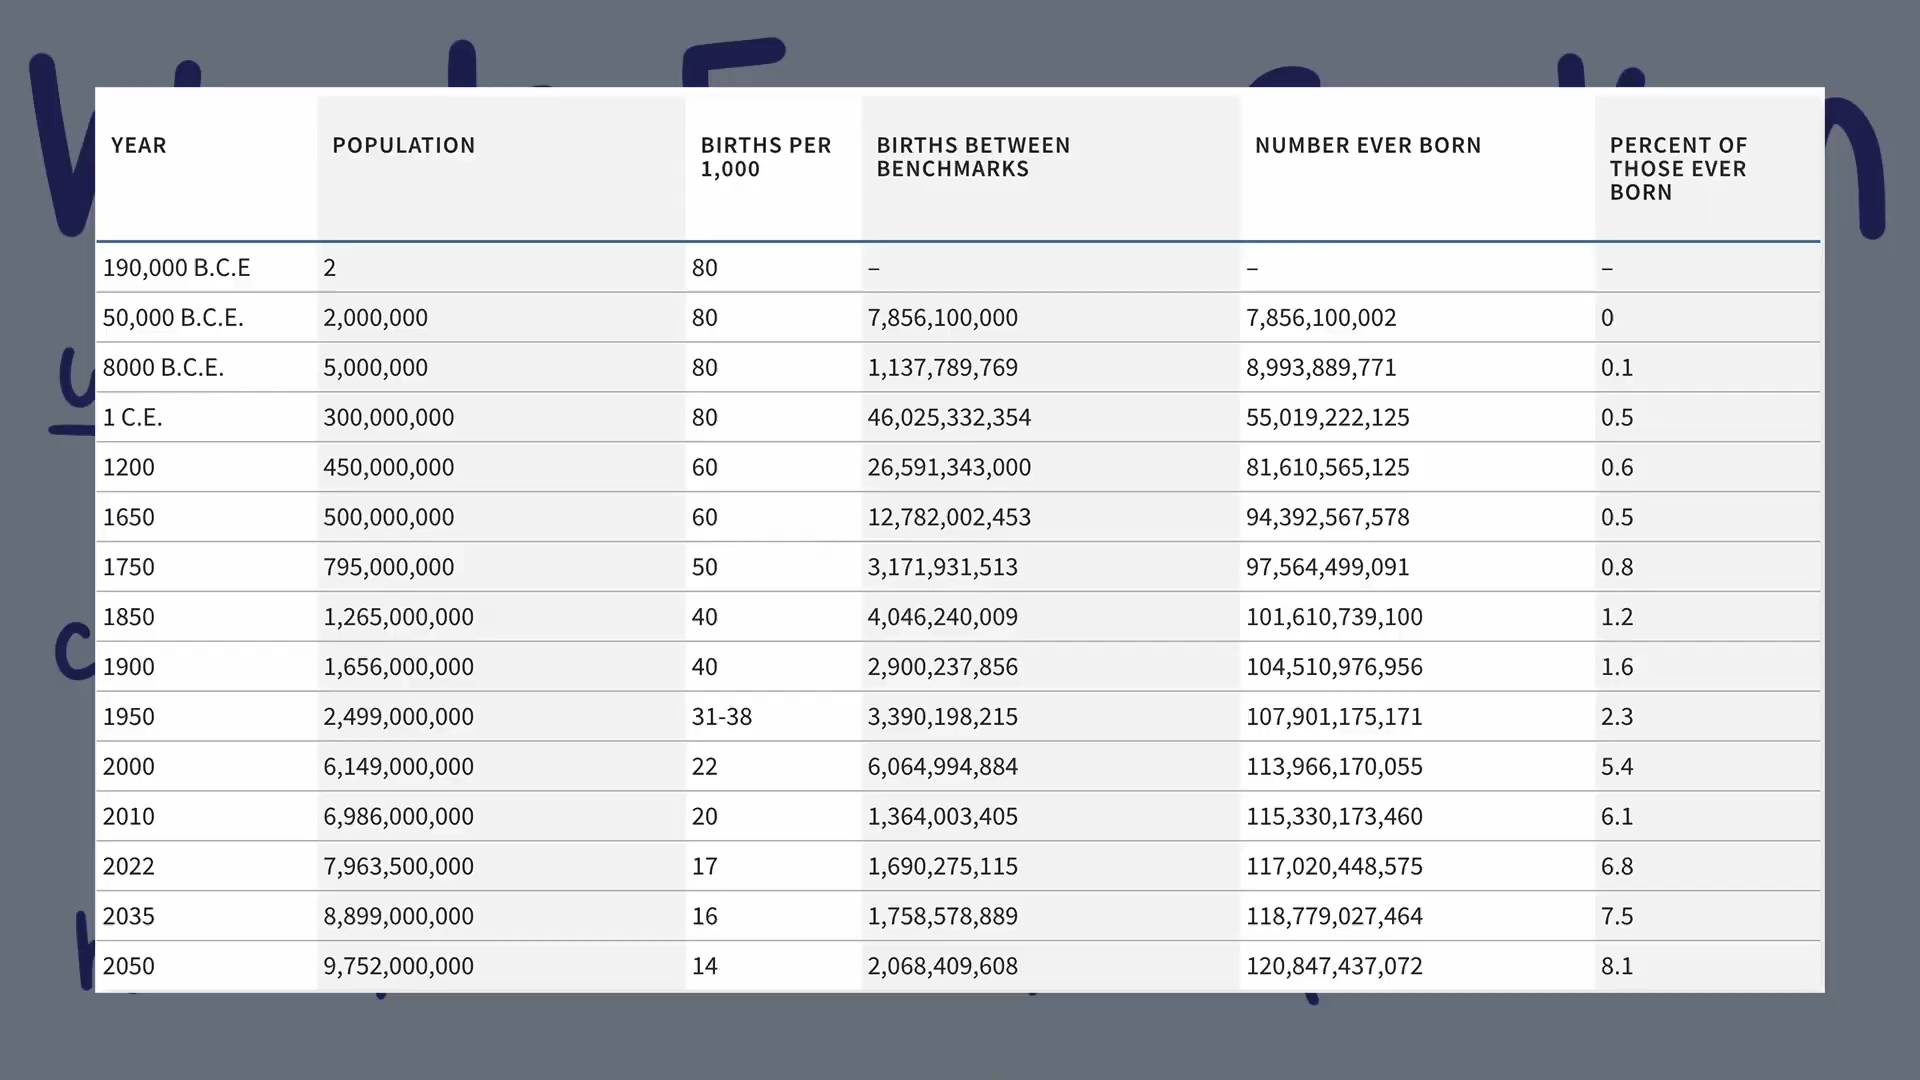 YEAR POPULATION BIRTHS PER 1,000 BIRTHS BETWEEN BENCHMARKS NUMBER EVER BORN PERCENT OF THOSE EVER BORN
190,000 B.C.E 2 80 – – –
50,000 B.C.E. 2,000,000 80 7,856,100,000 7,856,100,002 0
8000 B.C.E. 5,000,000 80 1,137,789,769 8,993,889,771 0.1
1 C.E. 300,000,000 80 46,025,332,354 55,019,222,125 0.5
1200 450,000,000 60 26,591,343,000 81,610,565,125 0.6
1650 500,000,000 60 12,782,002,453 94,392,567,578 0.5
1750 795,000,000 50 3,171,931,513 97,564,499,091 0.8
1850 1,265,000,000 40 4,046,240,009 101,610,739,100 1.2
1900 1,656,000,000 40 2,900,237,856 104,510,976,956 1.6
1950 2,499,000,000 31-38 3,390,198,215 107,901,175,171 2.3
2000 6,149,000,000 22 6,064,994,884 113,966,170,055 5.4
2010 6,986,000,000 20 1,364,003,405 115,330,173,460 6.1
2022 7,963,500,000 17 1,690,275,115 117,020,448,575 6.8
2035 8,899,000,000 16 1,758,578,889 118,779,027,464 7.5
2050 9,752,000,000 14 2,068,409,608 120,847,437,072 8.1